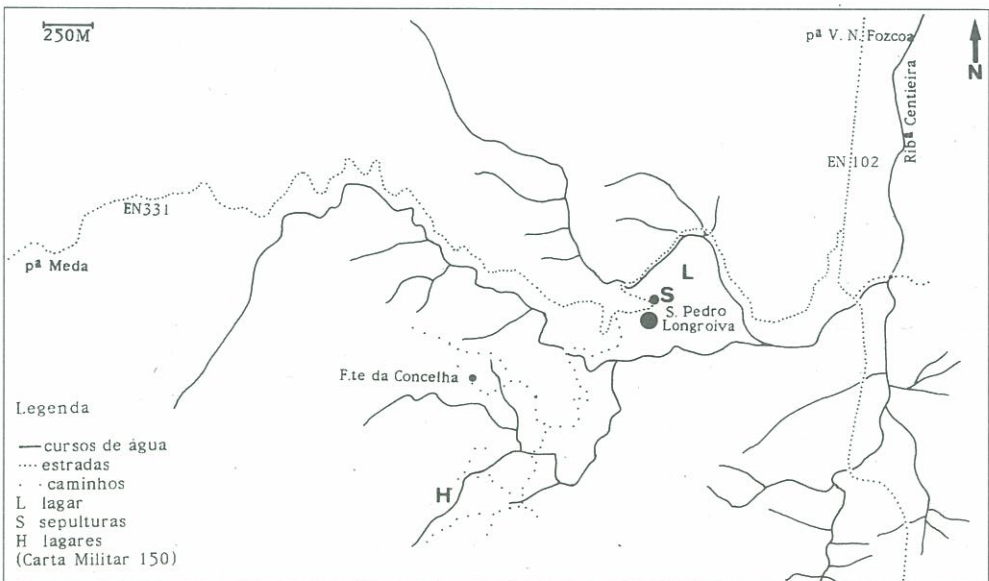 250M
pª V. N. Fozcoa
N
Ribª Centieira
EN 102
EN331
pª Meda
L
S
S. Pedro
Longroiva
F.te da Concelha
H
Legenda
cursos de água
estradas
caminhos
L lagar
S sepulturas
H lagares
(Carta Militar 150)